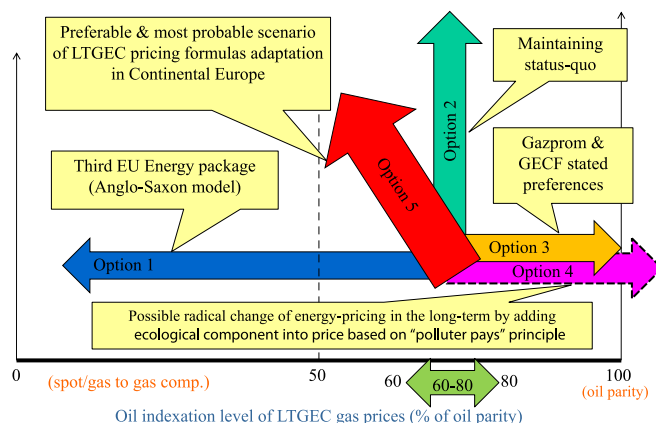 Preferable & most probable scenario
of LTGEC pricing formulas adaptation
in Continental Europe
Maintaining
status-quo
Option 2
Gazprom &
GECF stated
preferences
Third EU Energy package
(Anglo-Saxon model)
Option 5
Option 3
Option 1
Option 4
Possible radical change of energy-pricing in the long-term by adding
ecological component into price based on "polluter pays" principle
0
(spot/gas to gas comp.)
50
60
60-80
80
100
(oil parity)
Oil indexation level of LTGEC gas prices (% of oil parity)